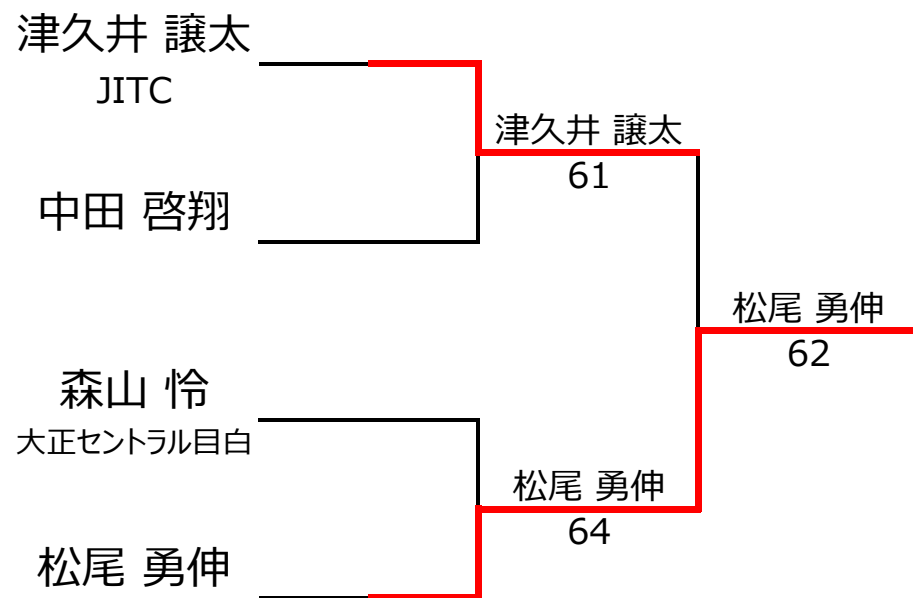 津久井 譲太
JITC
津久井 譲太
61
中田 啓翔
松尾 勇伸
62
森山 怜
大正セントラル目白
松尾 勇伸
64
松尾 勇伸